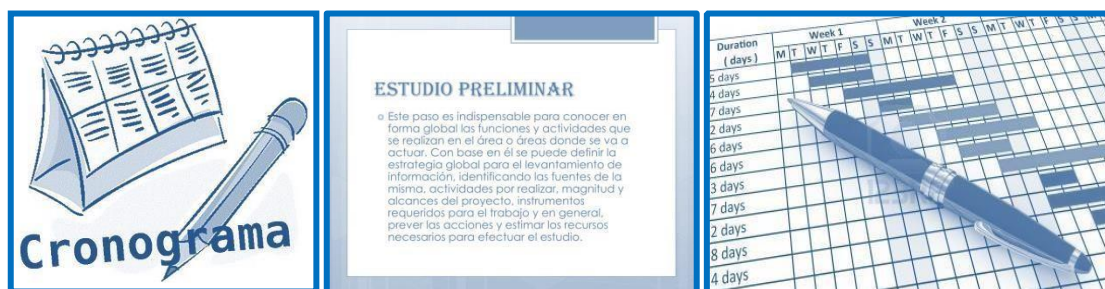 Cronograma
ESTUDIO PRELIMINAR
Este paso es indispensable para conocer en
forma global las funciones y actividades que
se realizan en el área o áreas donde se va a
actuar. Con base en él se puede definir la
estrategia global para el levantamiento de
información, identificando las fuentes de la
misma, actividades por realizar, magnitud y
alcances del proyecto, instrumentos
requeridos para el trabajo y en general,
prever las acciones y estimar los recursos
necesarios para efectuar el estudio.
Duration Week 1 Week 2
( days ) M T W T F S S M T W T F S S M T W T F S S
5 days
4 days
7 days
2 days
6 days
6 days
3 days
7 days
2 days
8 days
4 days